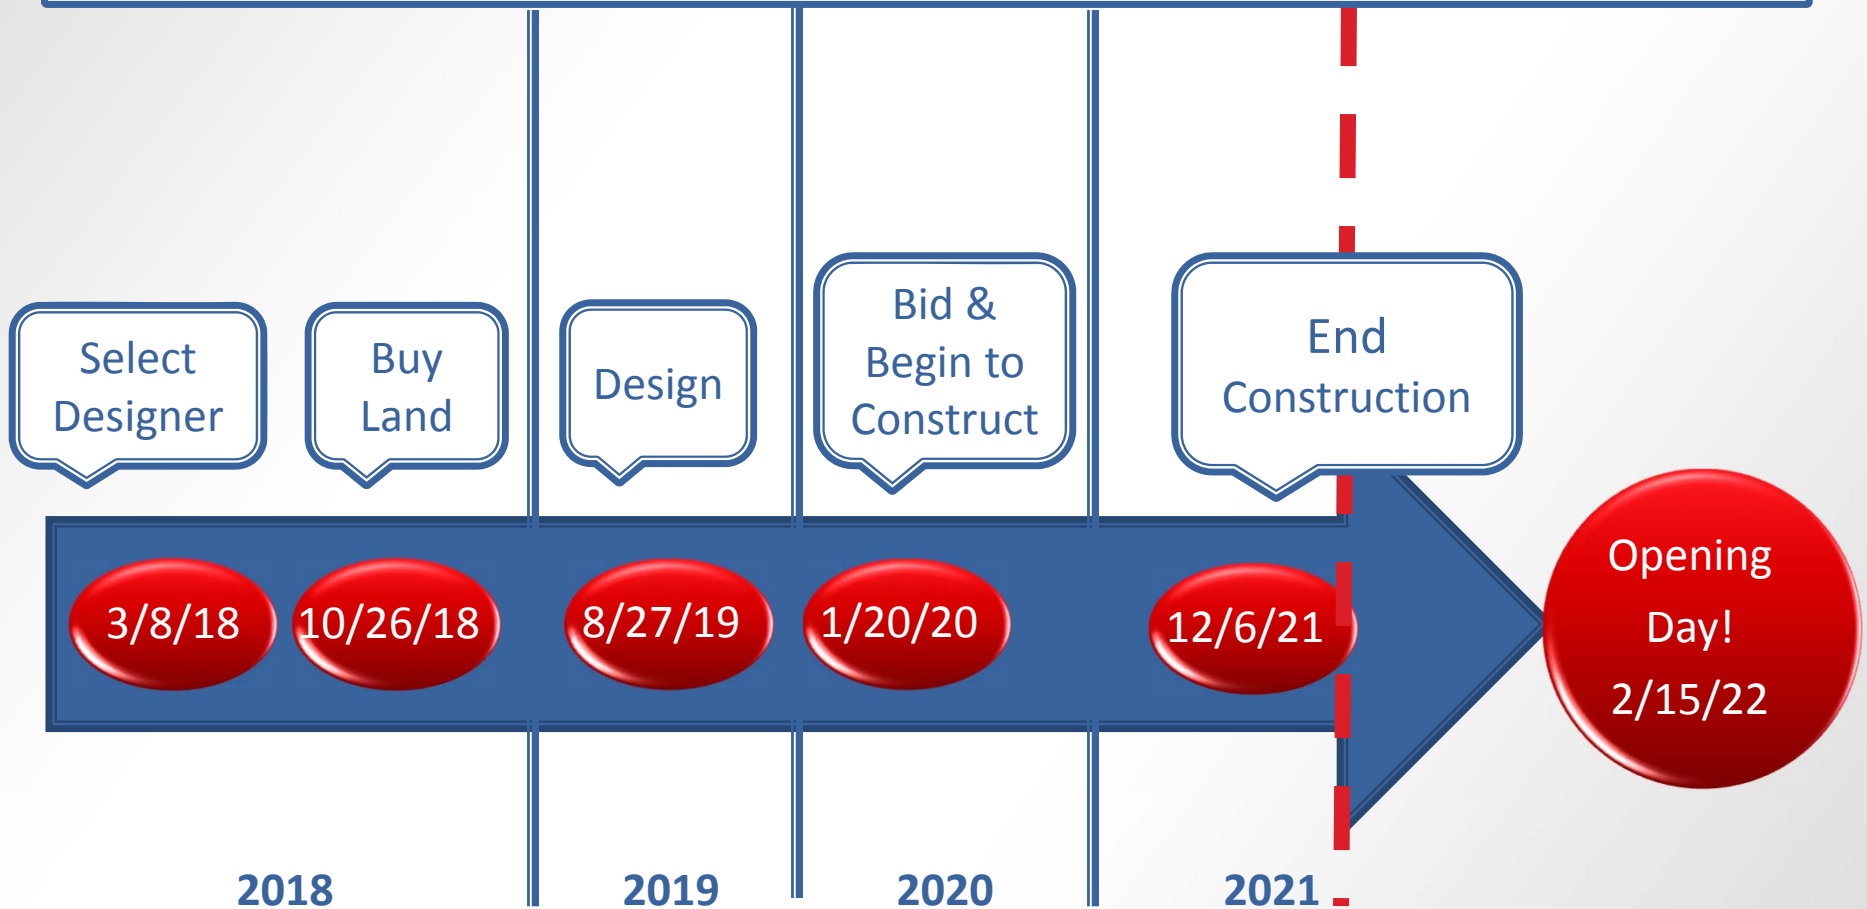 Select
Designer
Buy
Land
Design
Bid &
Begin to
Construct
End
Construction
3/8/18
10/26/18
8/27/19
1/20/20
12/6/21
Opening
Day!
2/15/22
2018
2019
2020
2021